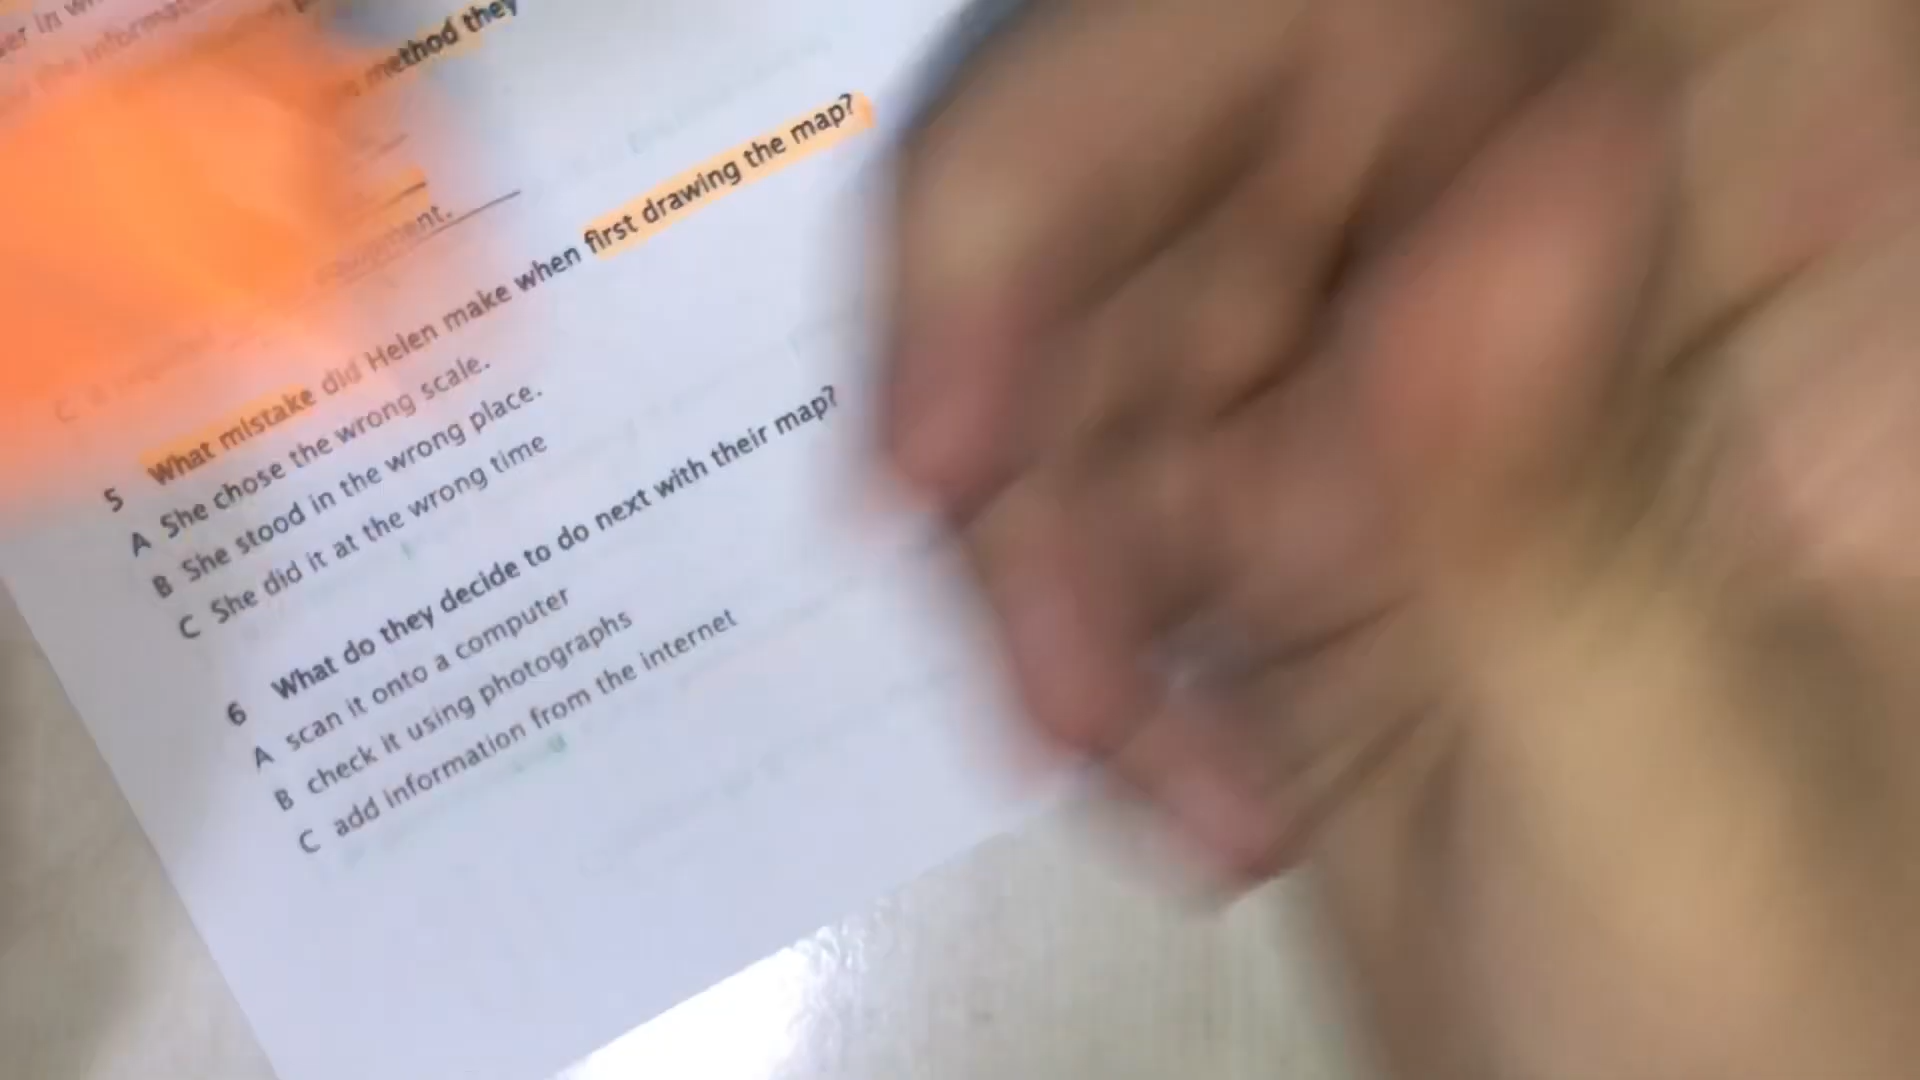 method they
5 What mistake did Helen make when first drawing the map?
A She chose the wrong scale.
B She stood in the wrong place.
C She did it at the wrong time
6 What do they decide to do next with their map?
A scan it onto a computer
B check it using photographs
C add information from the internet